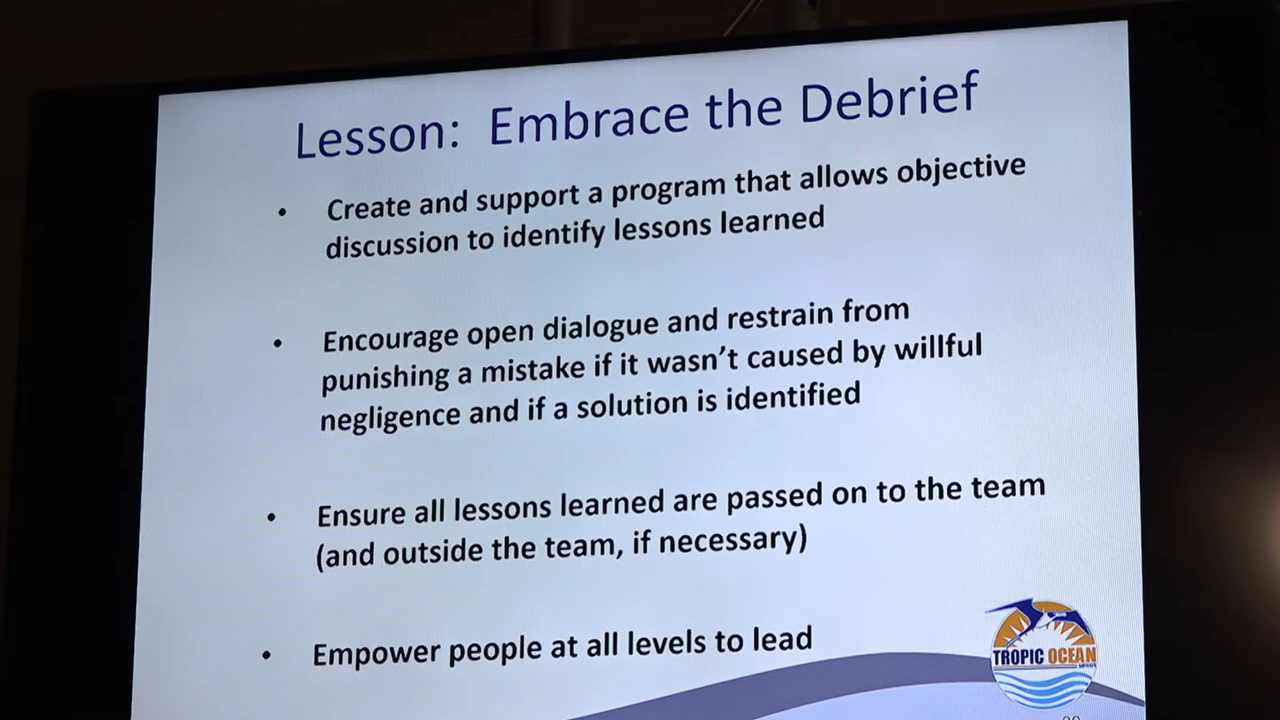 Lesson: Embrace the Debrief
• Create and support a program that allows objective
discussion to identify lessons learned
• Encourage open dialogue and restrain from
punishing a mistake if it wasn't caused by willful
negligence and if a solution is identified
• Ensure all lessons learned are passed on to the team
(and outside the team, if necessary)
• Empower people at all levels to lead
TROPIC OCEAN